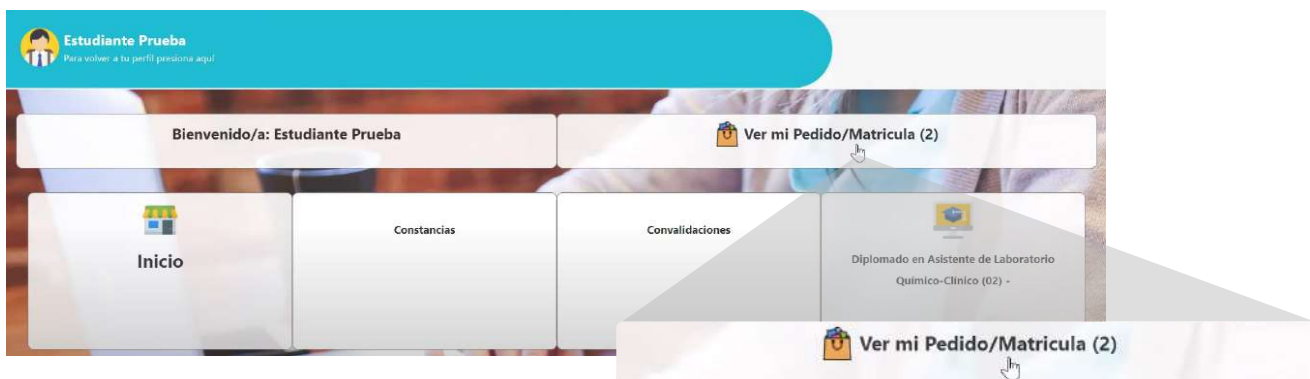 Estudiante Prueba
Para volver a tu perfil presiona aquí
Bienvenido/a: Estudiante Prueba
Ver mi Pedido/Matricula (2)
Inicio
Constancias
Convalidaciones
Diplomado en Asistente de Laboratorio
Químico-Clínico (02) -
Ver mi Pedido/Matricula (2)